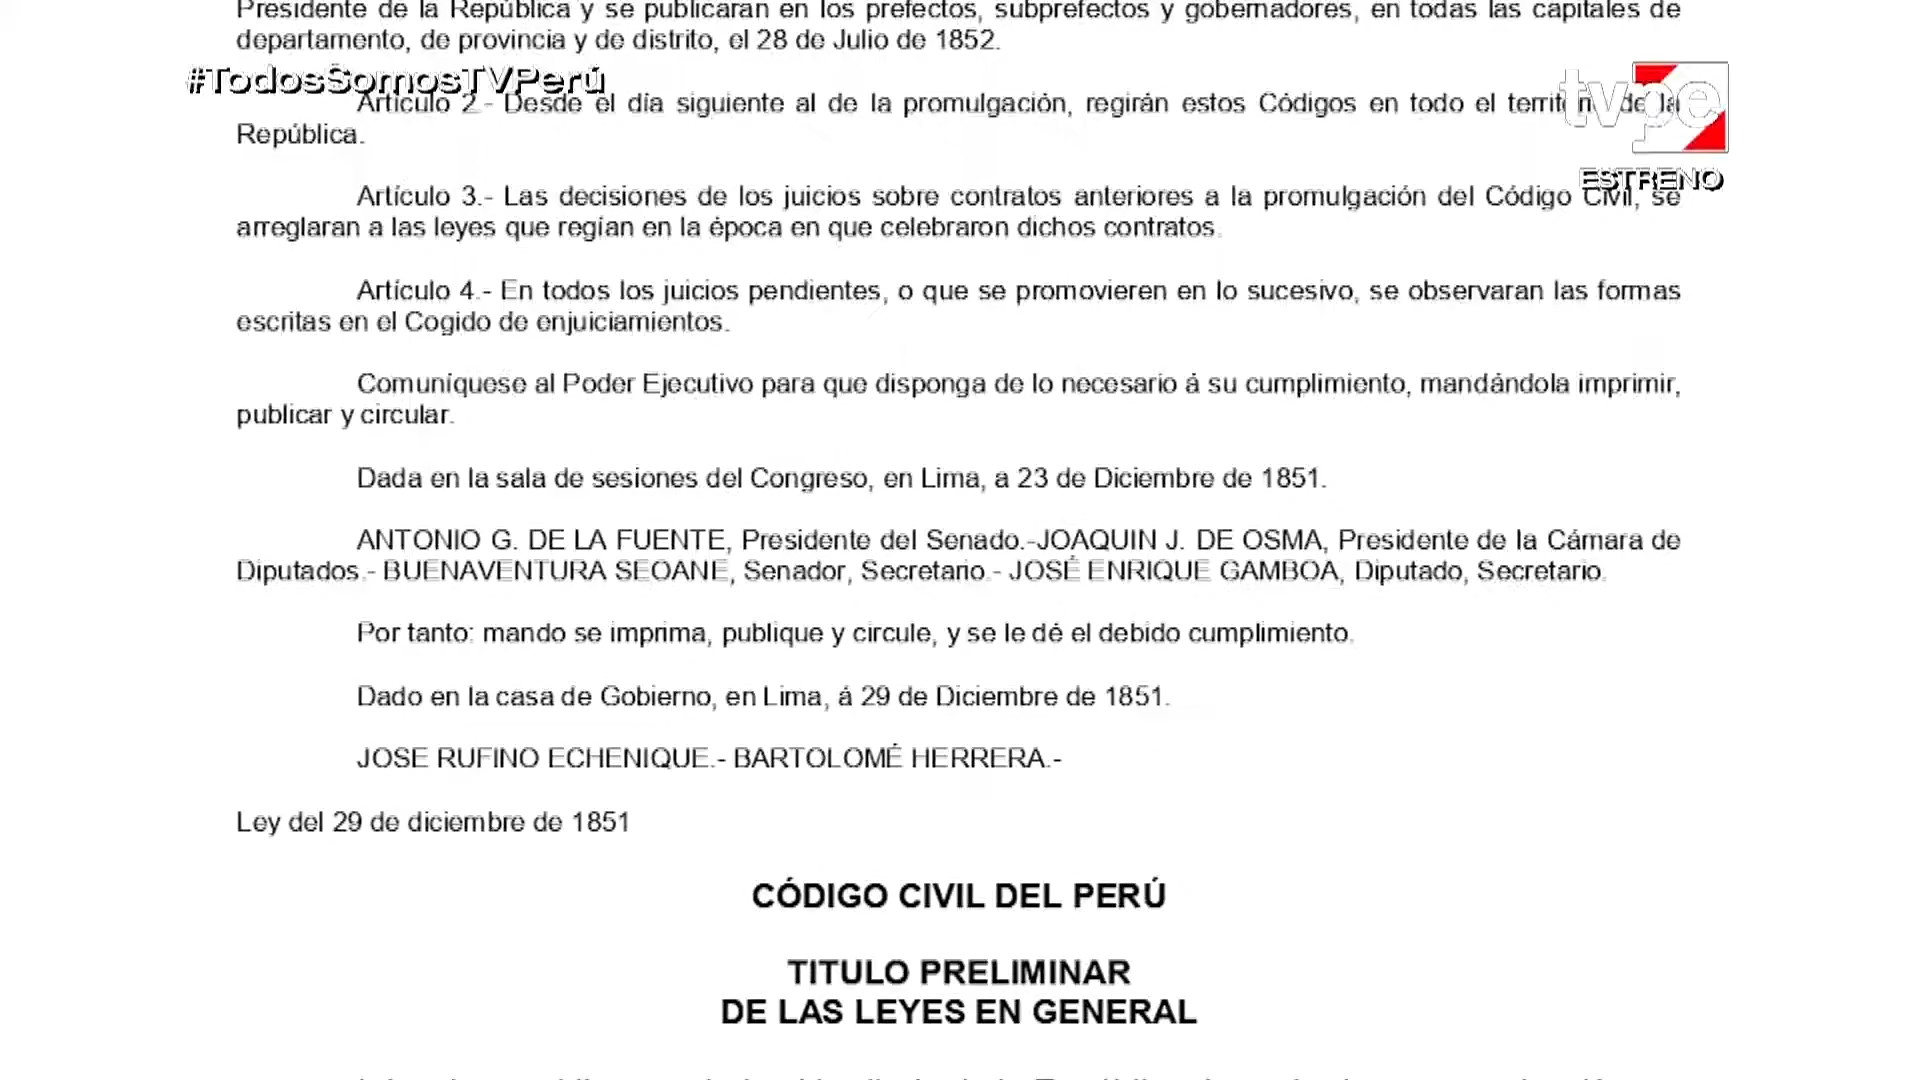 Presidente de la República y se publicaran en los prefectos, subprefectos y gobernadores, en todas las capitales de
departamento, de provincia y de distrito, el 28 de Julio de 1852.
#TodosSomosTVPerú
Artículo 2.- Desde el día siguiente al de la promulgación, regirán estos Códigos en todo el territ de la
República.
tvpe
ESTRENO
Artículo 3.- Las decisiones de los juicios sobre contratos anteriores a la promulgación del Código Civil, se
arreglaran a las leyes que regían en la época en que celebraron dichos contratos.
Artículo 4.- En todos los juicios pendientes, o que se promovieren en lo sucesivo, se observaran las formas
escritas en el Cogido de enjuiciamientos.
Comuníquese al Poder Ejecutivo para que disponga de lo necesario á su cumplimiento, mandándola imprimir,
publicar y circular.
Dada en la sala de sesiones del Congreso, en Lima, a 23 de Diciembre de 1851.
ANTONIO G. DE LA FUENTE, Presidente del Senado.-JOAQUIN J. DE OSMA, Presidente de la Cámara de
Diputados.- BUENAVENTURA SEOANE, Senador, Secretario.- JOSÉ ENRIQUE GAMBOA, Diputado, Secretario.
Por tanto: mando se imprima, publique y circule, y se le dé el debido cumplimiento.
Dado en la casa de Gobierno, en Lima, á 29 de Diciembre de 1851.
JOSE RUFINO ECHENIQUE.- BARTOLOMÉ HERRERA.-
Ley del 29 de diciembre de 1851
CÓDIGO CIVIL DEL PERÚ
TITULO PRELIMINAR
DE LAS LEYES EN GENERAL